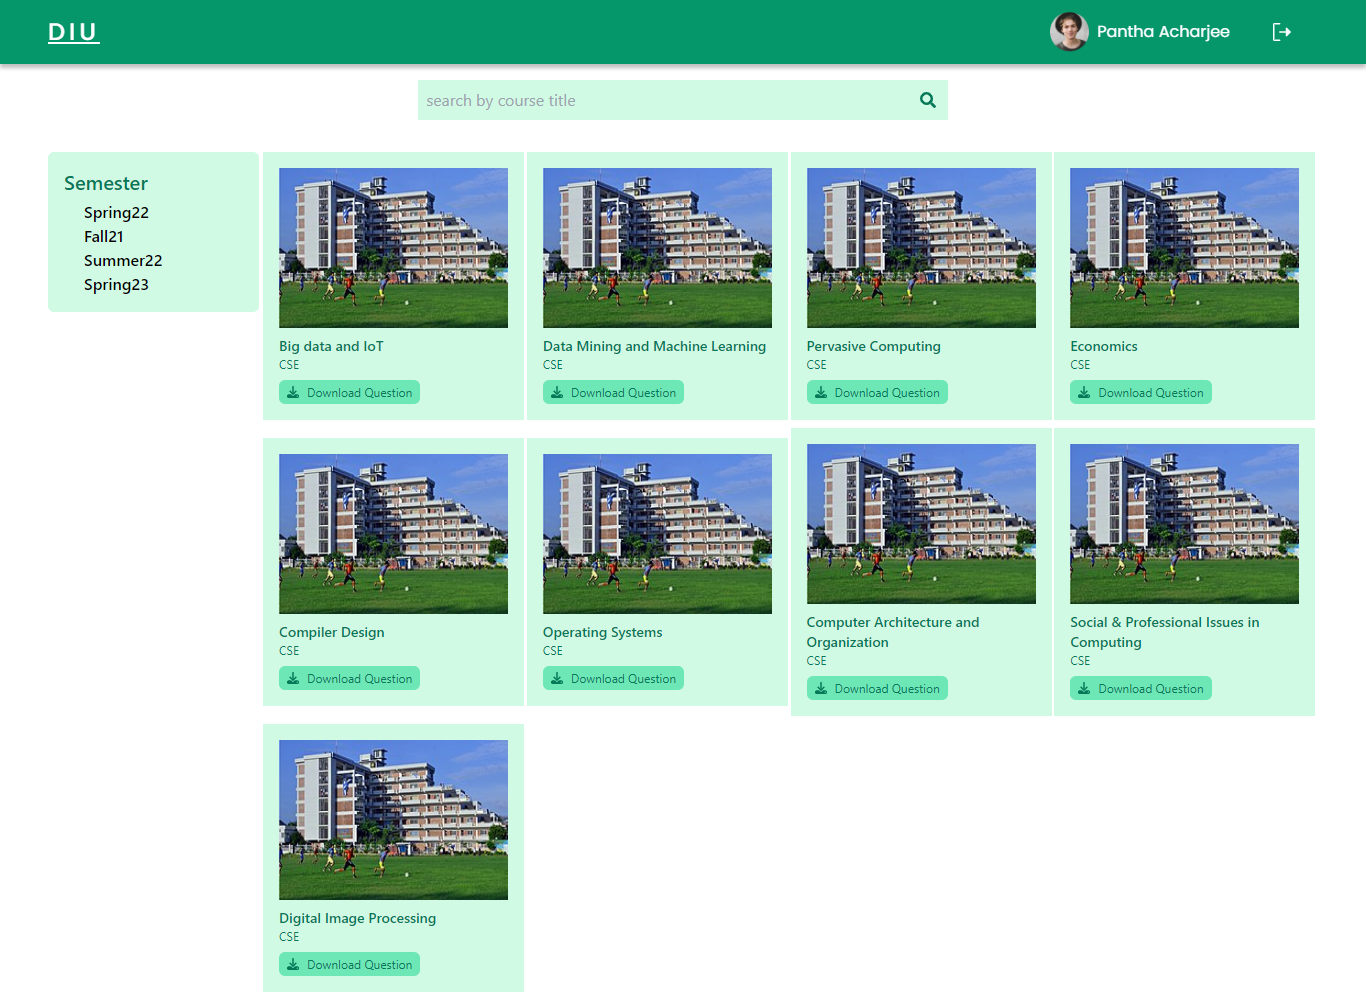 DIU
Pantha Acharjee
search by course title
Semester
Spring22
Fall21
Summer22
Spring23
Big data and IoT
CSE
Download Question
Data Mining and Machine Learning
CSE
Download Question
Pervasive Computing
CSE
Download Question
Economics
CSE
Download Question
Compiler Design
CSE
Download Question
Operating Systems
CSE
Download Question
Computer Architecture and
Organization
CSE
Download Question
Social & Professional Issues in
Computing
CSE
Download Question
Digital Image Processing
CSE
Download Question